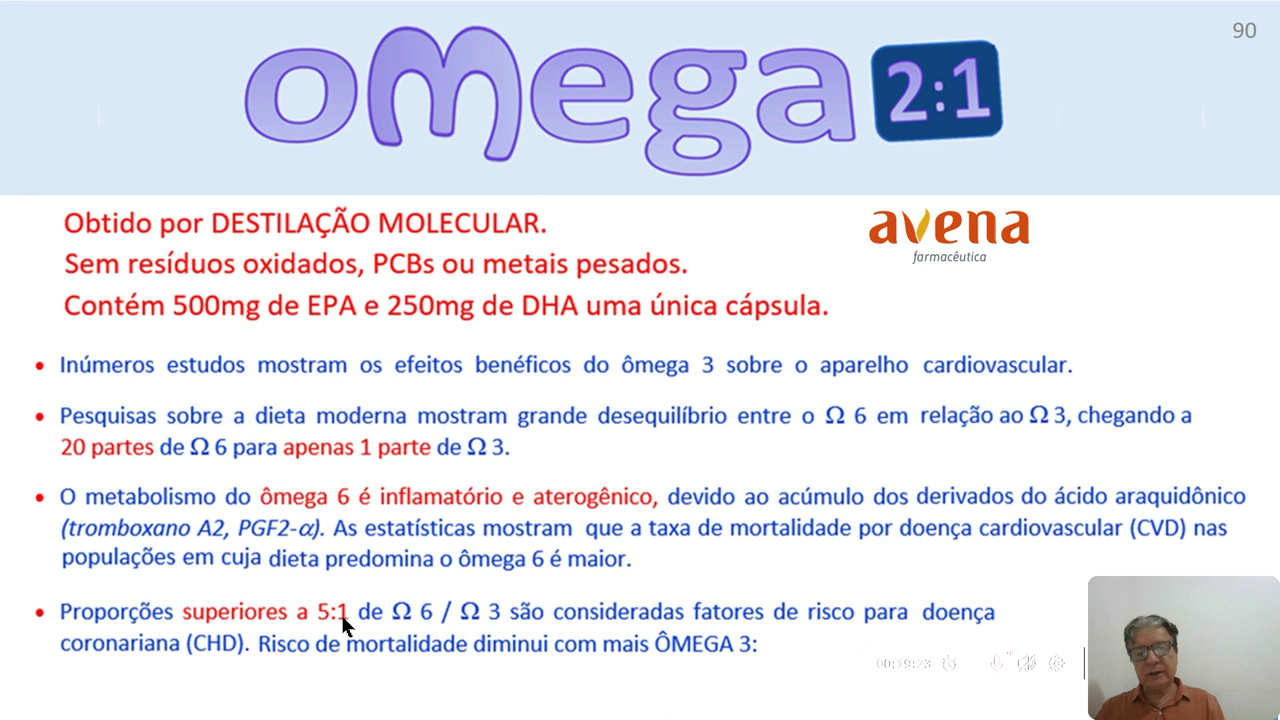 90
omega 2:1
Obtido por DESTILAÇÃO MOLECULAR.
avena
farmacêutica
Sem resíduos oxidados, PCBs ou metais pesados.
Contém 500mg de EPA e 250mg de DHA uma única cápsula.
• Inúmeros estudos mostram os efeitos benéficos do ômega 3 sobre o aparelho cardiovascular.
• Pesquisas sobre a dieta moderna mostram grande desequilíbrio entre o Ω 6 em relação ao Ω 3, chegando a
20 partes de Ω 6 para apenas 1 parte de Ω 3.
• O metabolismo do ômega 6 é inflamatório e aterogênico, devido ao acúmulo dos derivados do ácido araquidônico
(tromboxano A2, PGF2-α). As estatísticas mostram que a taxa de mortalidade por doença cardiovascular (CVD) nas
populações em cuja dieta predomina o ômega 6 é maior.
• Proporções superiores a 5:1 de Ω 6 / Ω 3 são consideradas fatores de risco para doença
coronariana (CHD). Risco de mortalidade diminui com mais ÔMEGA 3:
00:19:23